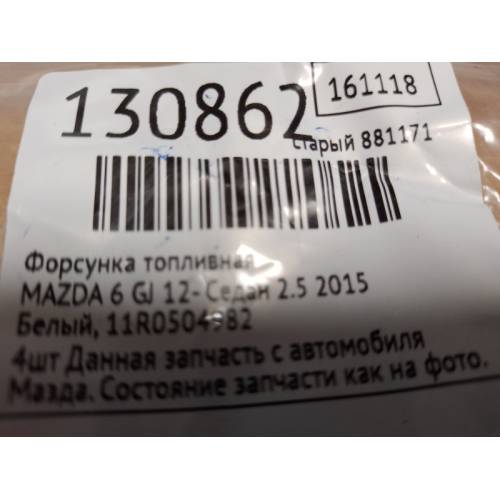 130862
161118
старый 881171
Форсунка топливная
MAZDA 6 GJ 12- Седан 2.5 2015
Белый, 11R0504982
4шт Данная запчасть с автомобиля
Мазда. Состояние запчасти как на фото.